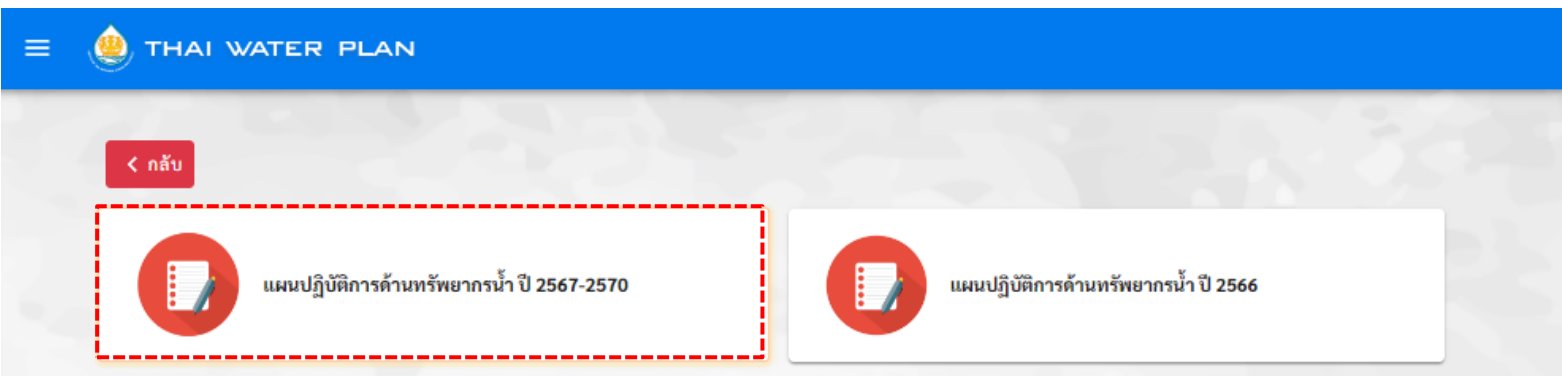 THAI WATER PLAN
กลับ
แผนปฏิบัติการด้านทรัพยากรน้ำ ปี 2567-2570
แผนปฏิบัติการด้านทรัพยากรน้ำ ปี 2566